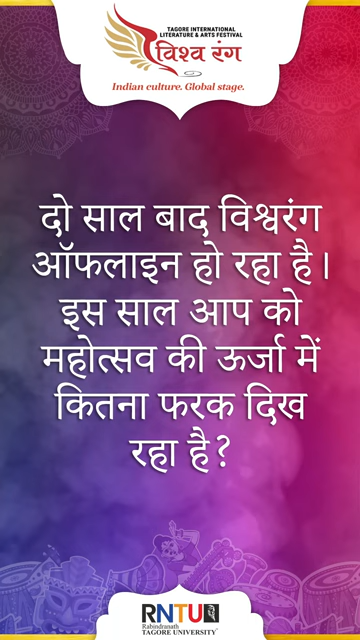 TAGORE INTERNATIONAL
LITERATURE & ARTS FESTIVAL
विश्व रंग
Indian culture. Global stage.
दो साल बाद विश्वरंग
ऑफलाइन हो रहा है।
इस साल आप को
महोत्सव की ऊर्जा में
कितना फरक दिख
रहा है?
RNTU
Rabindranath
TAGORE UNIVERSITY